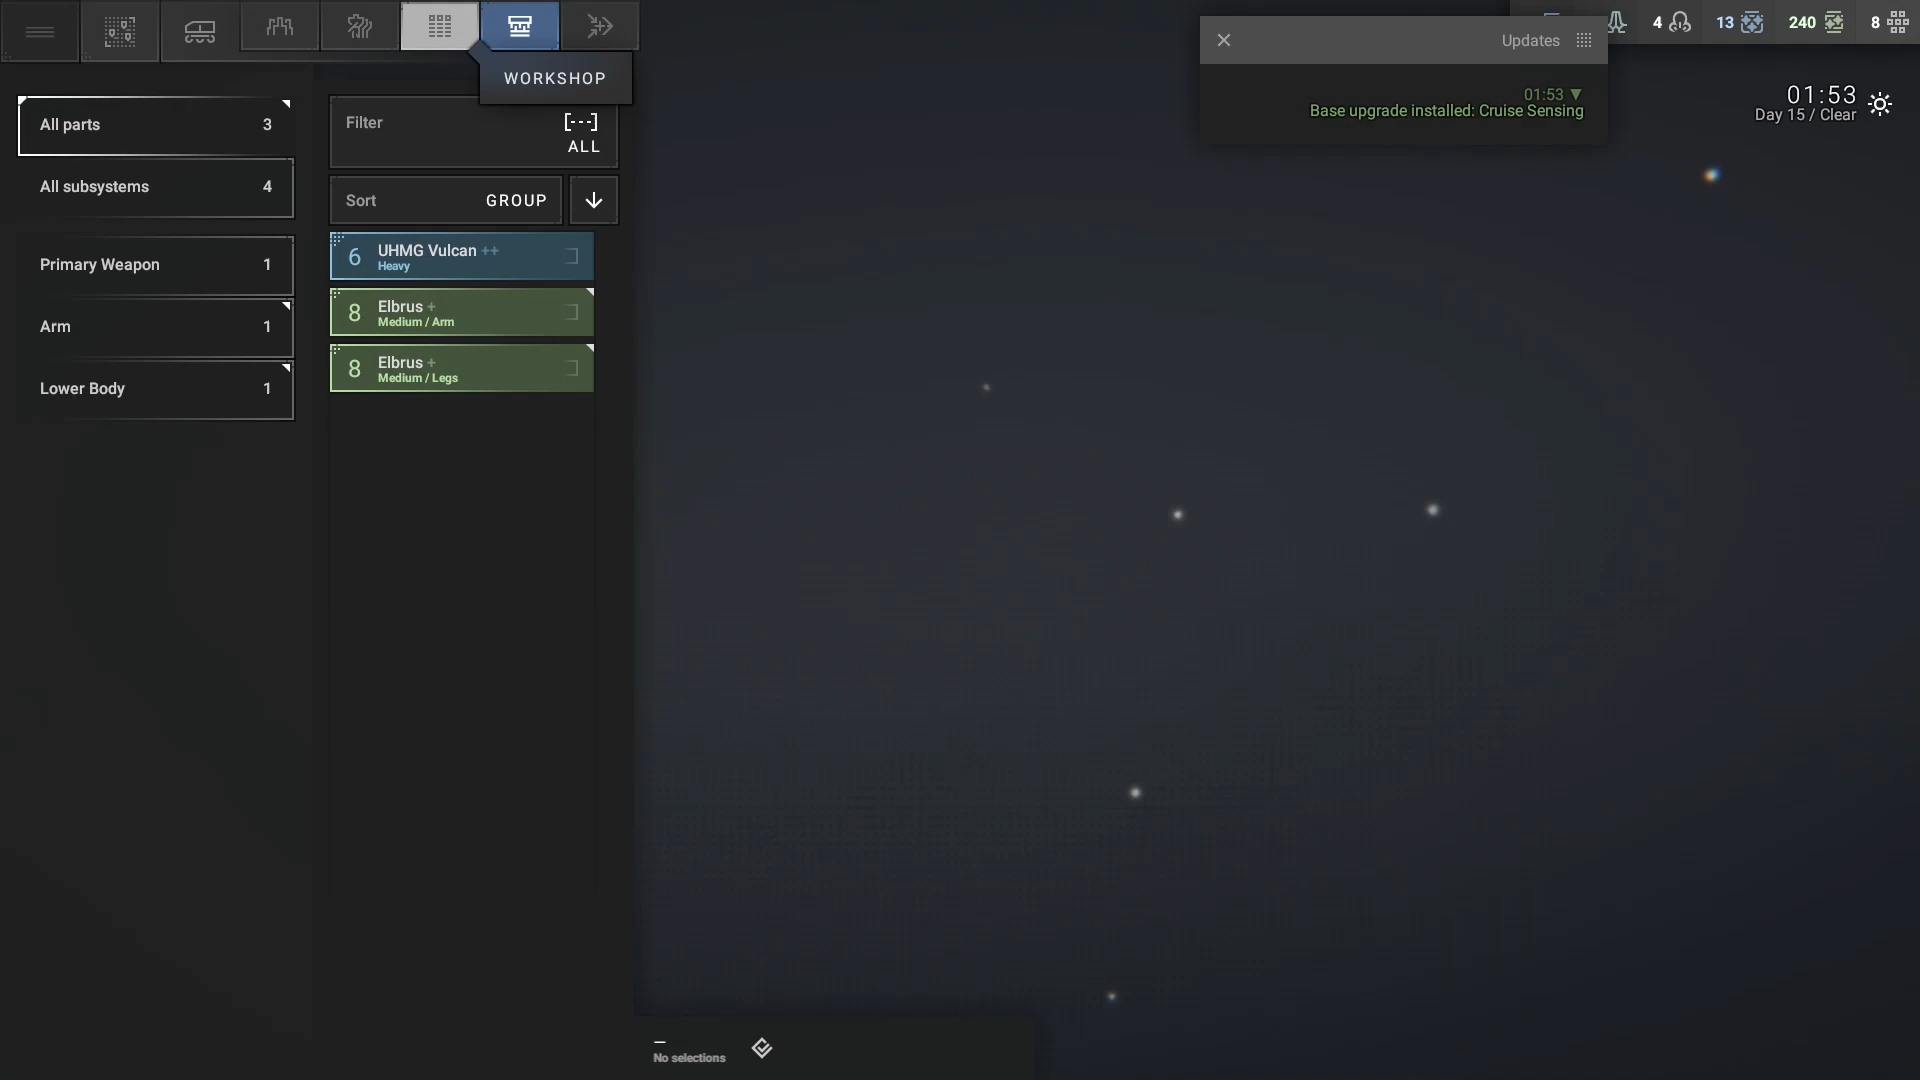 WORKSHOP
All parts 3
All subsystems 4
Primary Weapon 1
Arm 1
Lower Body 1
Filter
[---]
ALL
Sort GROUP
6 UHMG Vulcan ++
Heavy
8 Elbrus +
Medium / Arm
8 Elbrus +
Medium / Legs
Updates
01:53
Base upgrade installed: Cruise Sensing
4 13 240 8
01:53
Day 15 / Clear
–
No selections